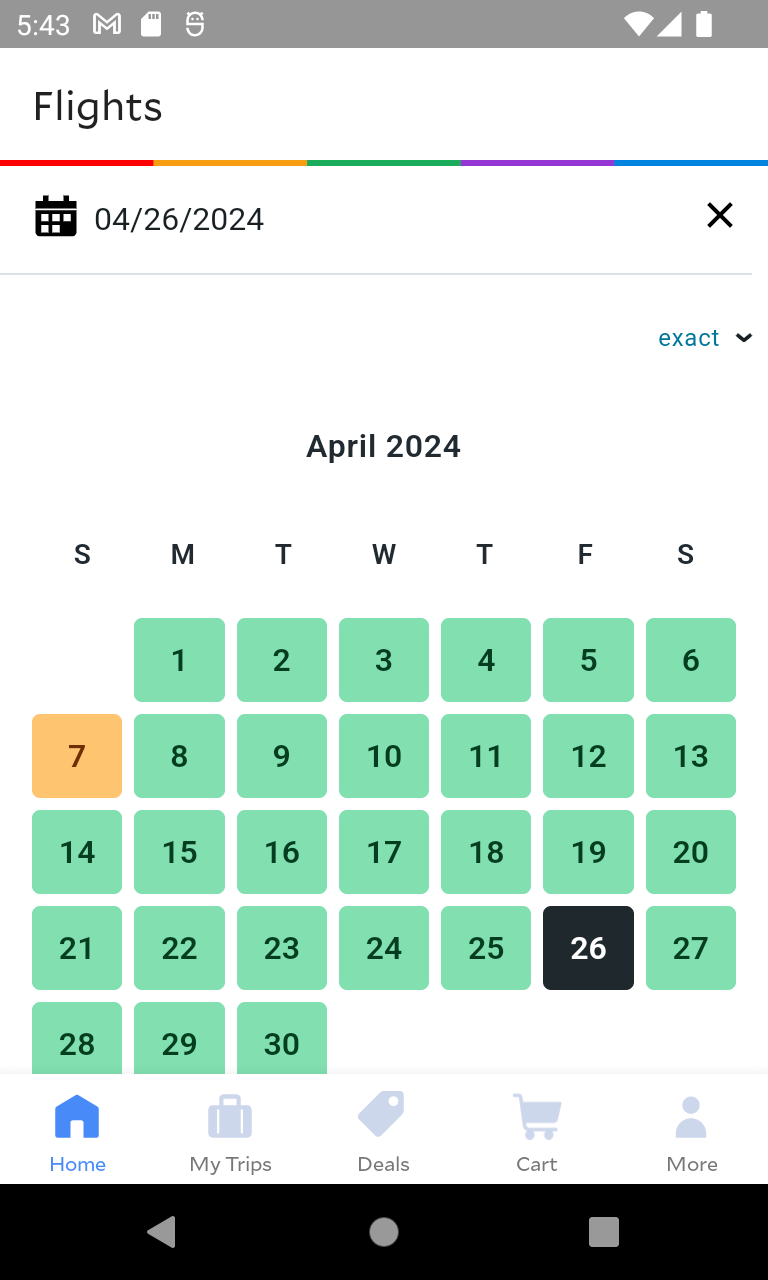 5:43
Flights
04/26/2024
exact
April 2024
S M T W T F S
1 2 3 4 5 6
7 8 9 10 11 12 13
14 15 16 17 18 19 20
21 22 23 24 25 26 27
28 29 30
Home My Trips Deals Cart More